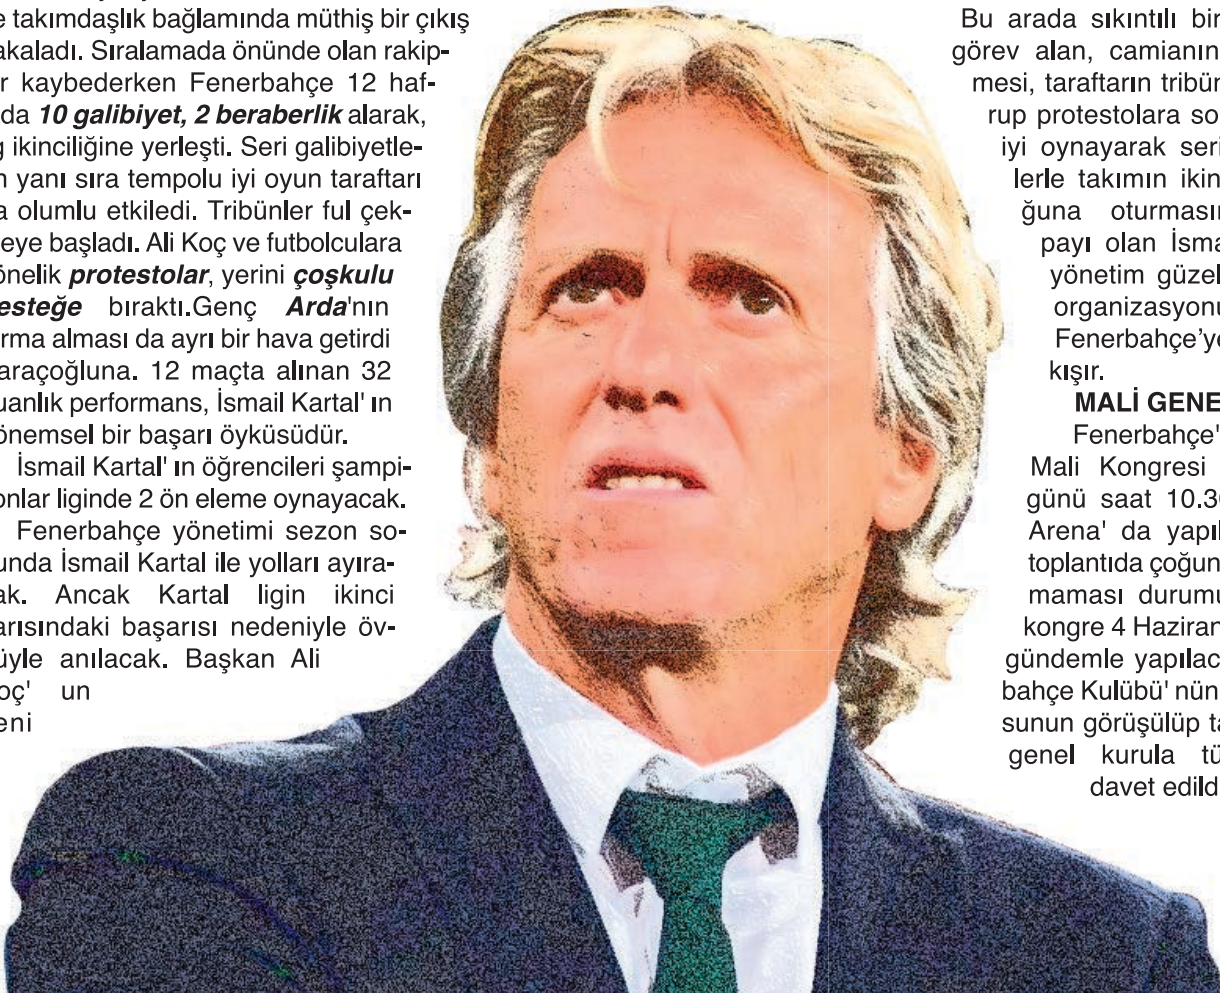 e takımdaşlık bağlamında müthiş bir çıkış
akaladı. Sıralamada önünde olan rakip-
r kaybederken Fenerbahçe 12 haf-
da 10 galibiyet, 2 beraberlik alarak,
g ikinciliğine yerleşti. Seri galibiyetle-
n yanı sıra tempolu iyi oyun taraftarı
a olumlu etkiledi. Tribünler ful çek-
eye başladı. Ali Koç ve futbolculara
önelik protestolar, yerini çoşkulu
esteğe bıraktı.Genç Arda'nın
rma alması da ayrı bir hava getirdi
araçoğluna. 12 maçta alınan 32
uanlık performans, İsmail Kartal' ın
önemsel bir başarı öyküsüdür.
İsmail Kartal' ın öğrencileri şampi-
onlar liginde 2 ön eleme oynayacak.
Fenerbahçe yönetimi sezon so-
unda İsmail Kartal ile yolları ayıra-
ak. Ancak Kartal ligin ikinci
arısındaki başarısı nedeniyle öv-
üyle anılacak. Başkan Ali
oç' un
eni
Bu arada sıkıntılı bir
görev alan, camianın
mesi, taraftarın tribün
rup protestolara so
iyi oynayarak seri
lerle takımın ikin
ğuna oturmasın
payı olan İsma
yönetim güzel
organizasyonu
Fenerbahçe’ye
kışır.
MALİ GENE
Fenerbahçe'
Mali Kongresi
günü saat 10.30
Arena' da yapıl
toplantıda çoğun
maması durumu
kongre 4 Haziran
gündemle yapılac
bahçe Kulübü' nün
sunun görüşülüp ta
genel kurula tü
davet edild